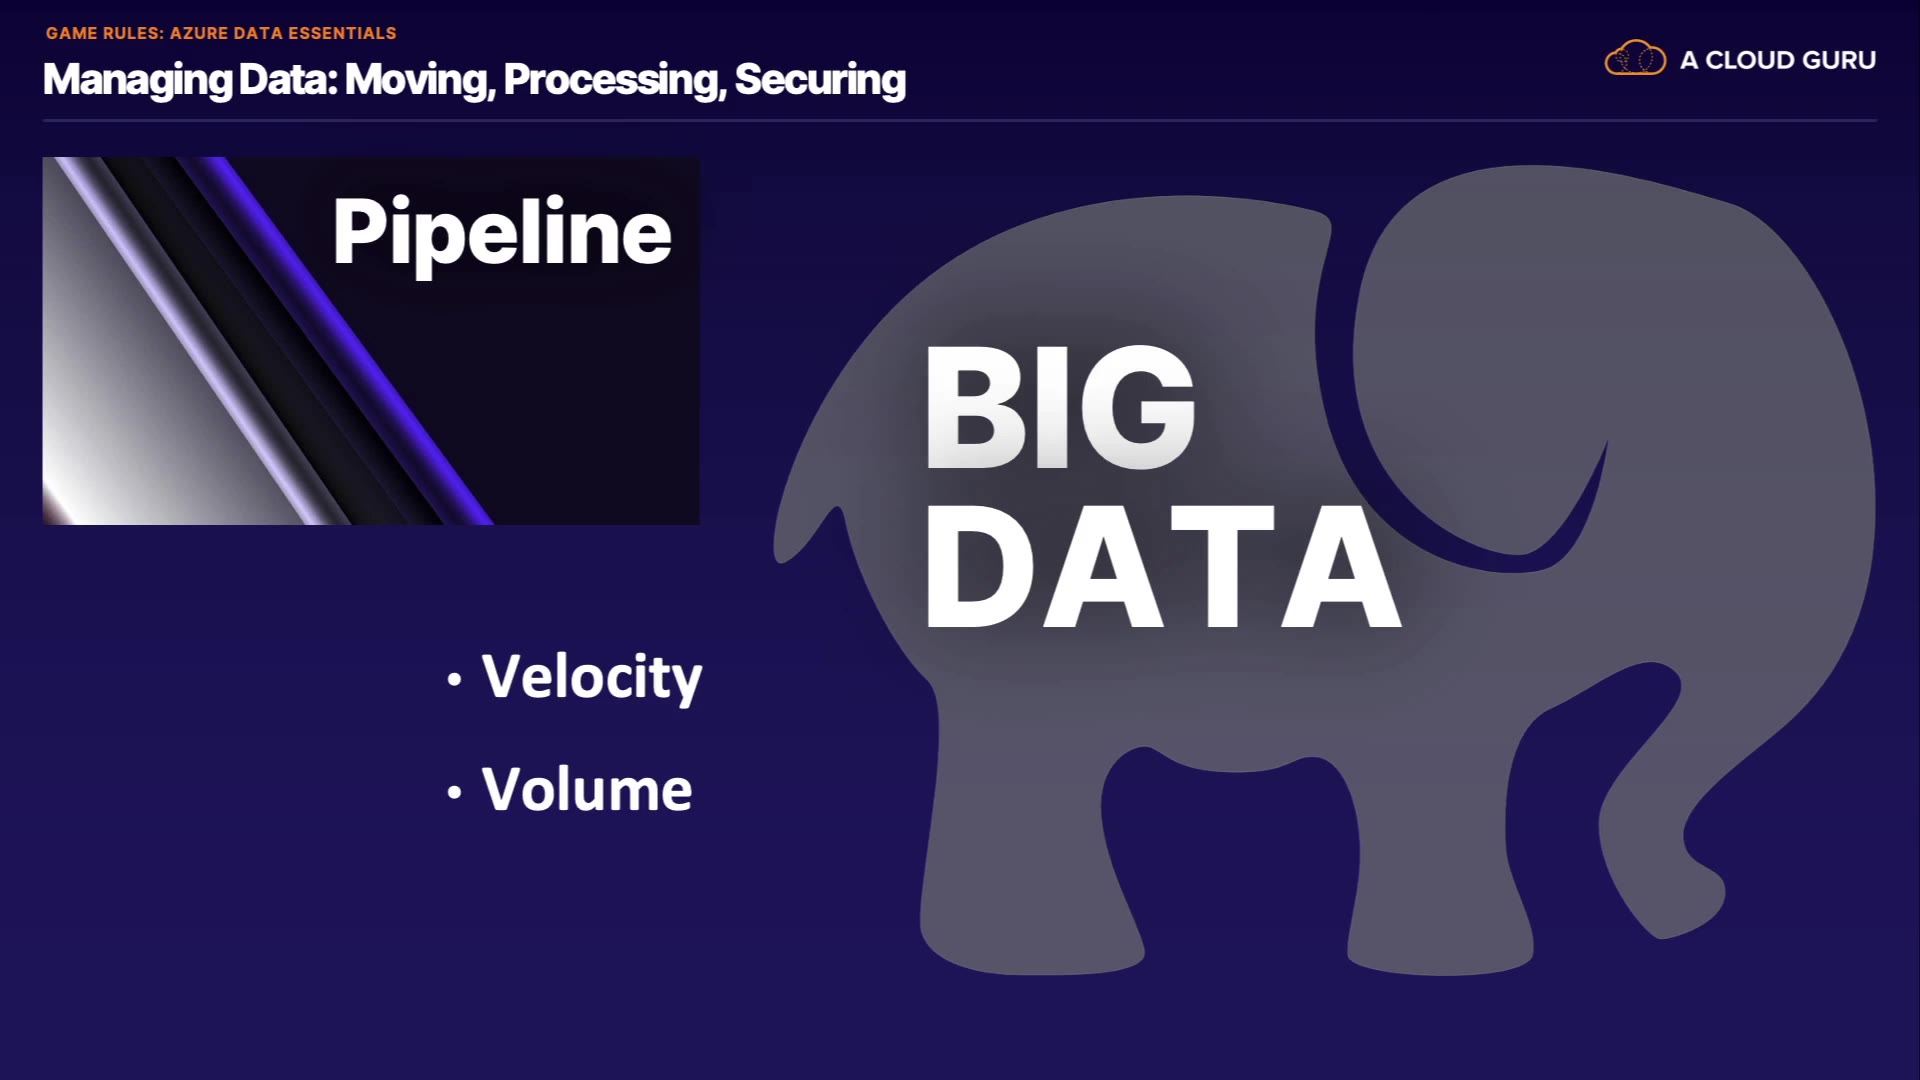 GAME RULES: AZURE DATA ESSENTIALS
Managing Data: Moving, Processing, Securing
A CLOUD GURU
Pipeline
BIG
DATA
• Velocity
• Volume